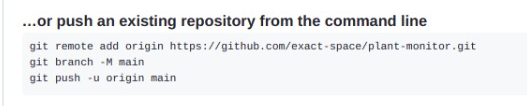 ...or push an existing repository from the command line
git remote add origin https://github.com/exact-space/plant-monitor.git
git branch -M main
git push -u origin main